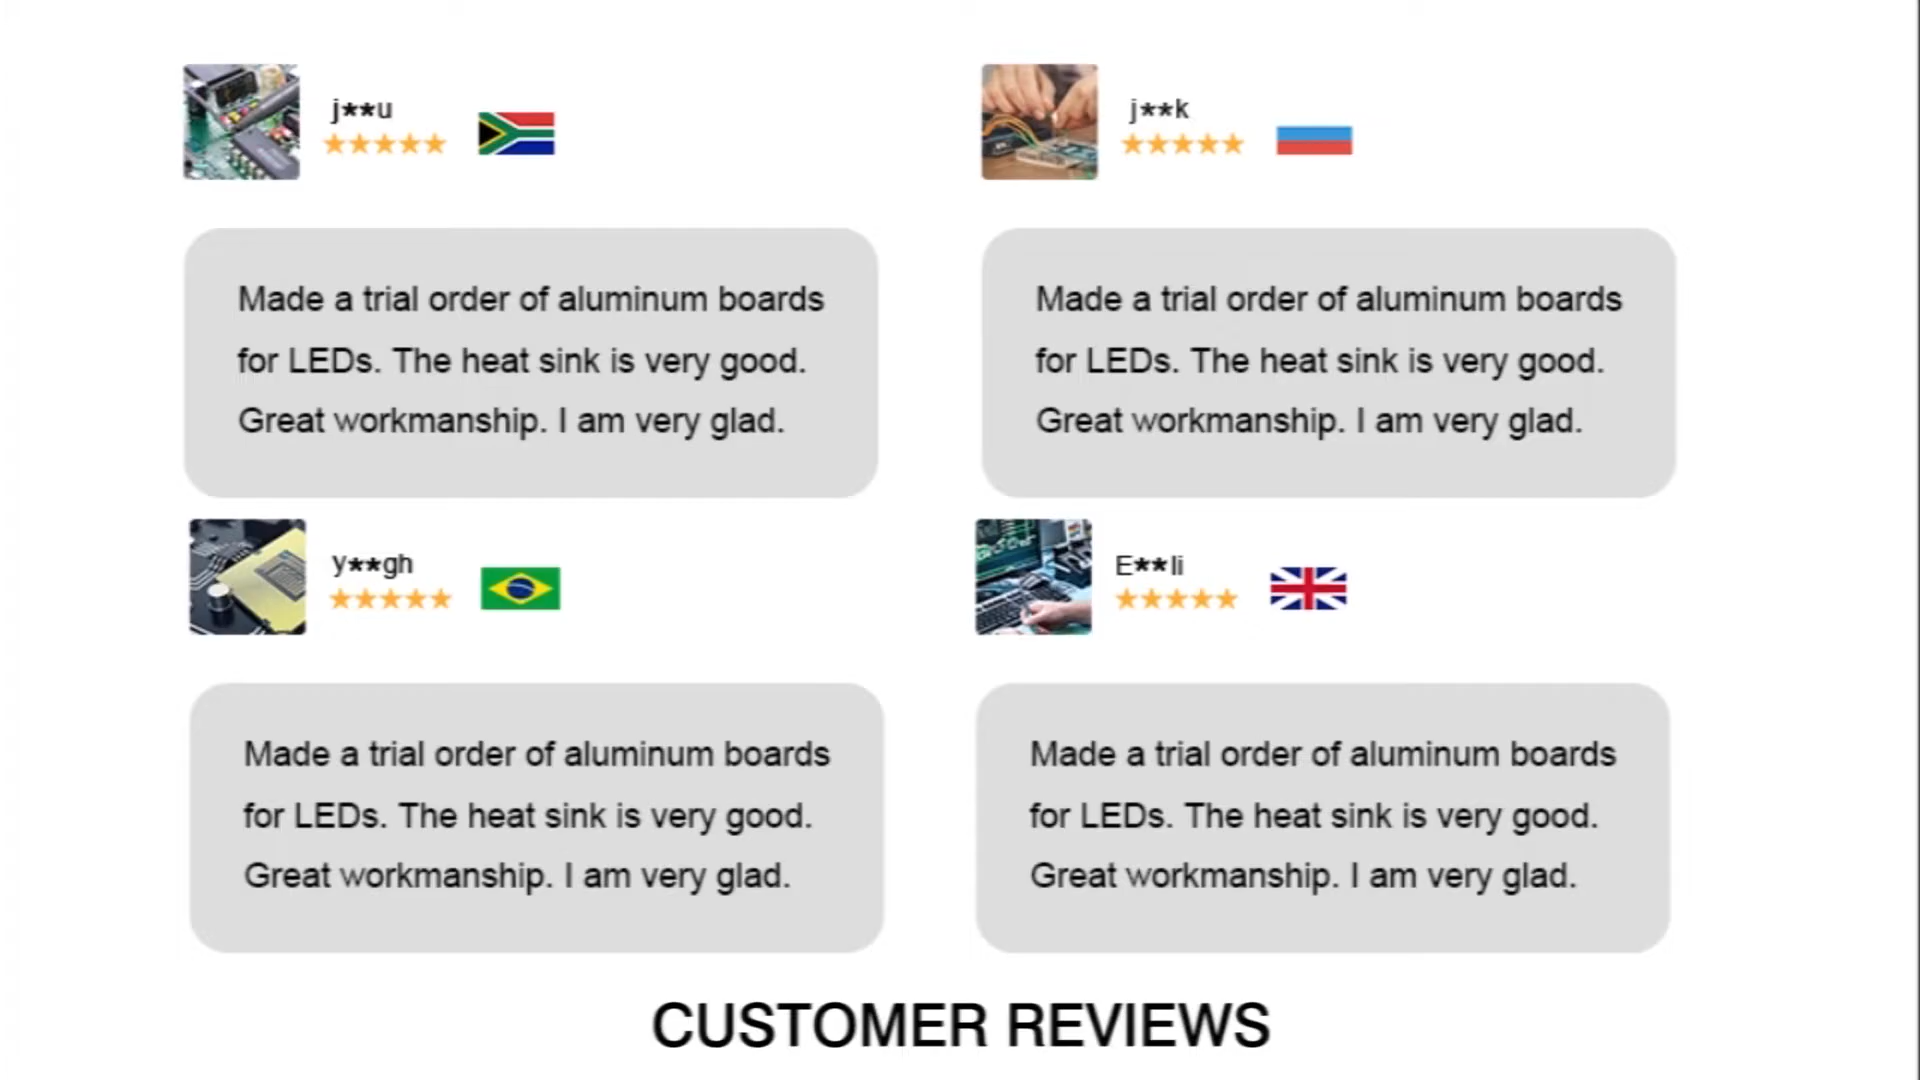 j**u
Made a trial order of aluminum boards
for LEDs. The heat sink is very good.
Great workmanship. I am very glad.
j**k
Made a trial order of aluminum boards
for LEDs. The heat sink is very good.
Great workmanship. I am very glad.
y**gh
Made a trial order of aluminum boards
for LEDs. The heat sink is very good.
Great workmanship. I am very glad.
E**li
Made a trial order of aluminum boards
for LEDs. The heat sink is very good.
Great workmanship. I am very glad.
CUSTOMER REVIEWS